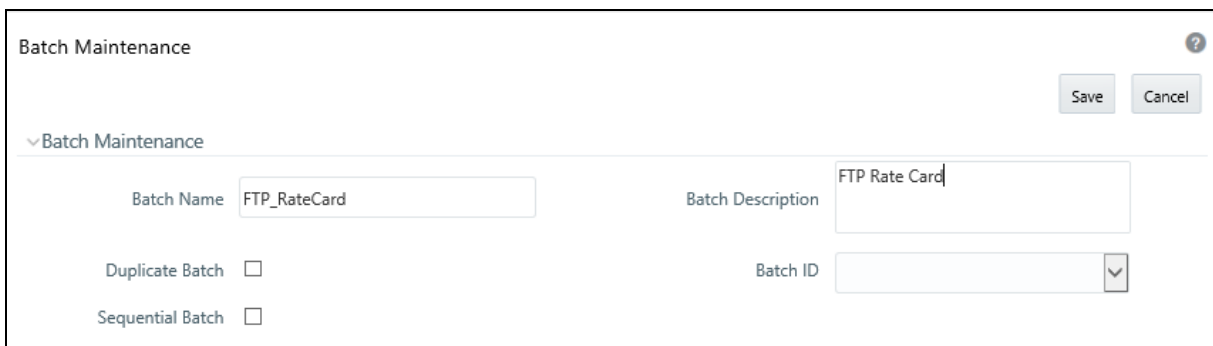 Batch Maintenance
Save Cancel
Batch Maintenance
Batch Name FTP_RateCard Batch Description FTP Rate Card
Duplicate Batch Batch ID
Sequential Batch